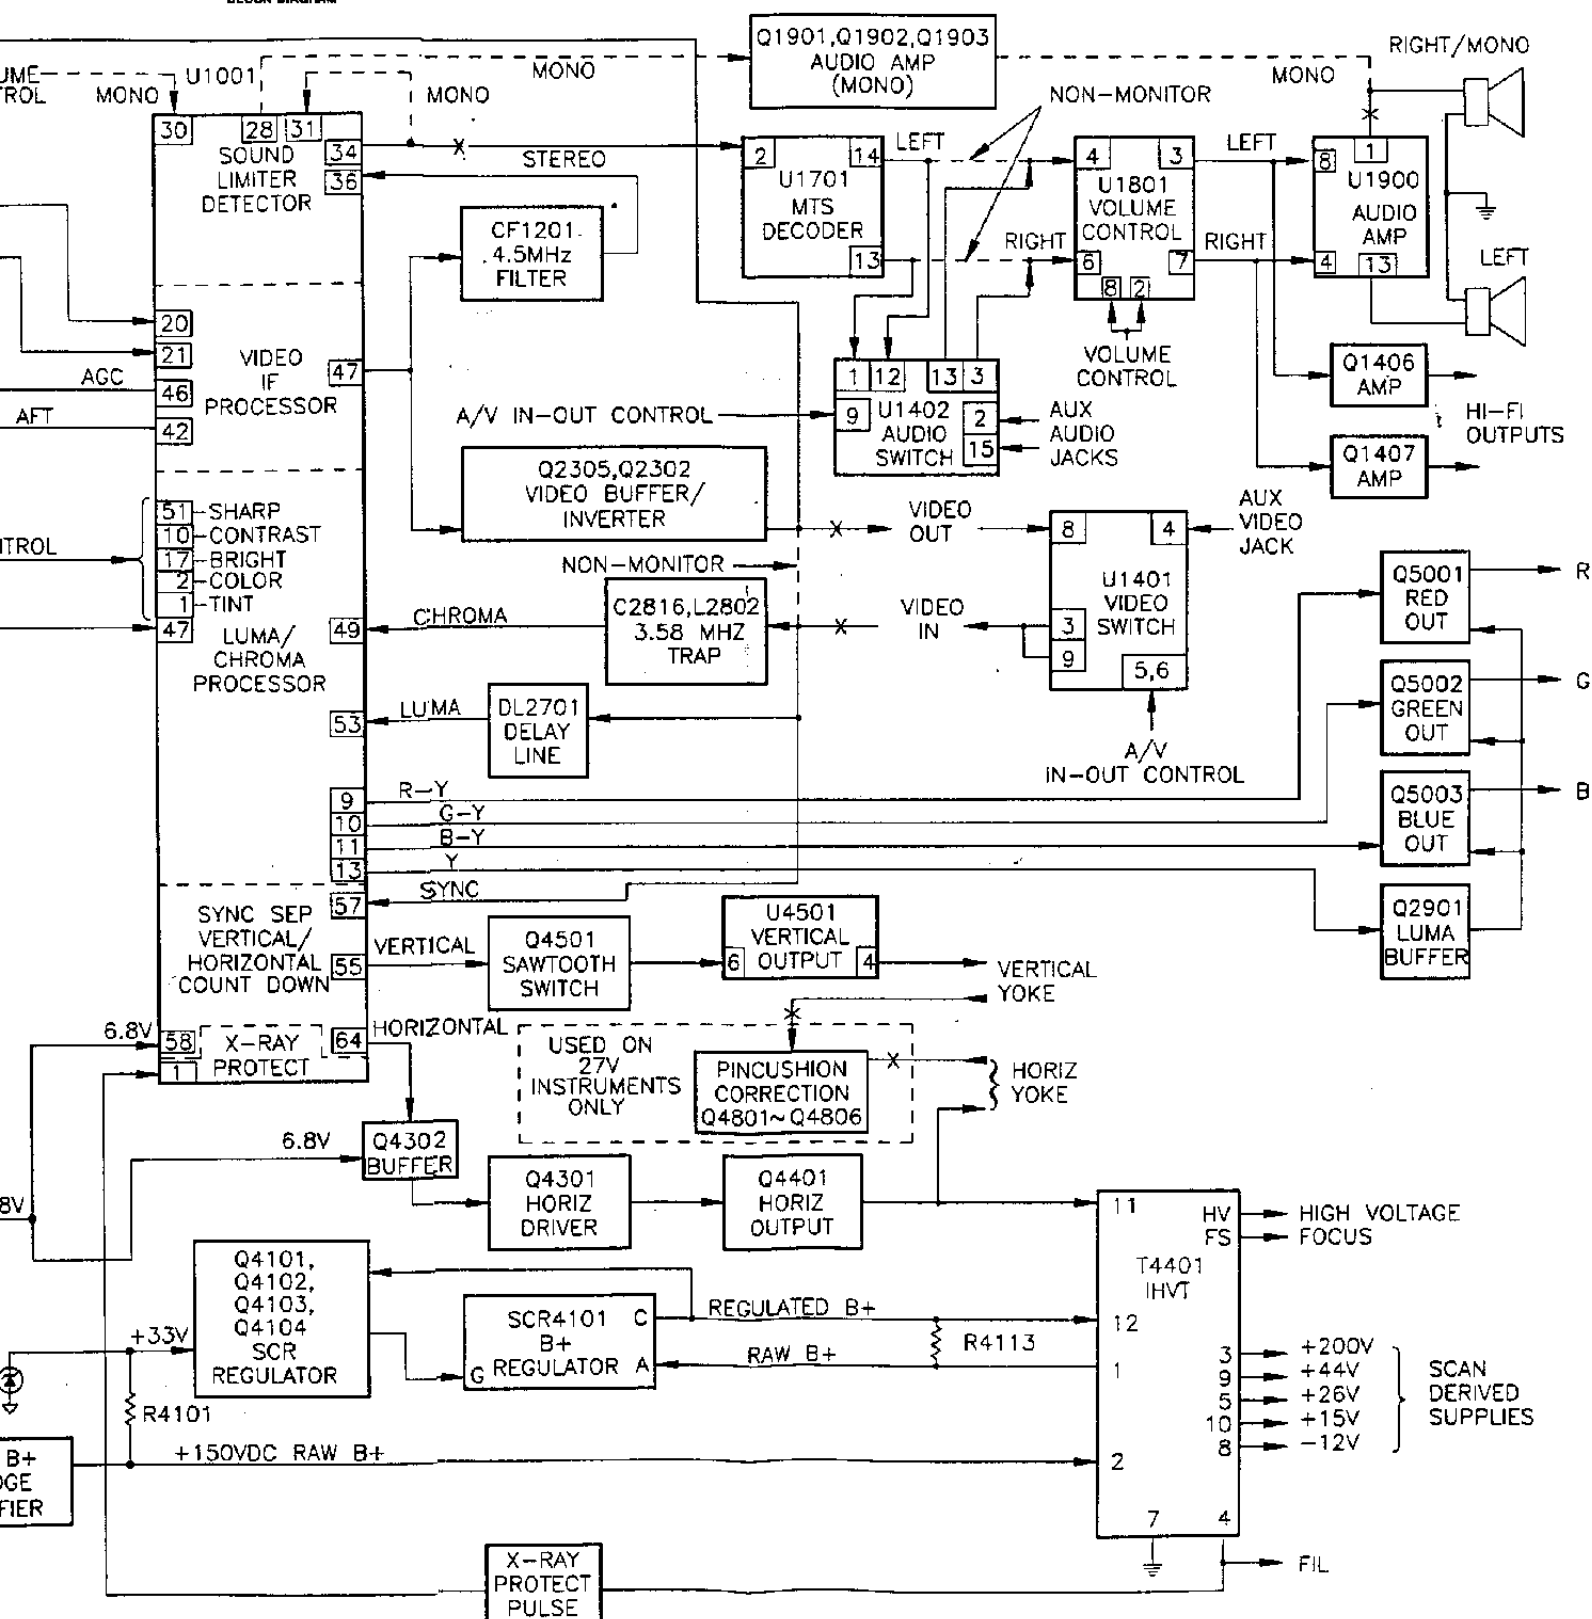 BLOCK DIAGRAM
Q1901,Q1902,Q1903
AUDIO AMP
(MONO)
RIGHT/MONO
MONO
MONO
MONO
MONO
U1001
NON-MONITOR
30
28
31
34
36
SOUND
LIMITER
DETECTOR
STEREO
CF1201
4.5MHz
FILTER
2
14
U1701
MTS
DECODER
13
LEFT
RIGHT
4
3
U1801
VOLUME
CONTROL
6
7
8
2
VOLUME
CONTROL
LEFT
RIGHT
8
1
U1900
AUDIO
AMP
4
13
LEFT
20
21
46
42
AGC
AFT
VIDEO
IF
PROCESSOR
47
A/V IN-OUT CONTROL
1
12
13
3
9
U1402
AUDIO
SWITCH
2
15
AUX
AUDIO
JACKS
Q1406
AMP
Q1407
AMP
HI-FI
OUTPUTS
Q2305,Q2302
VIDEO BUFFER/
INVERTER
VIDEO
OUT
8
4
U1401
VIDEO
SWITCH
3
9
5,6
AUX
VIDEO
JACK
A/V
IN-OUT CONTROL
NON-MONITOR
51 SHARP
10 CONTRAST
17 BRIGHT
2 COLOR
1 TINT
47
49
LUMA/
CHROMA
PROCESSOR
CHROMA
C2816,L2802
3.58 MHZ
TRAP
VIDEO
IN
53
LUMA
DL2701
DELAY
LINE
Q5001
RED
OUT
R
Q5002
GREEN
OUT
G
Q5003
BLUE
OUT
B
9
R-Y
10
G-Y
11
B-Y
13
Y
Q2901
LUMA
BUFFER
57
SYNC
SYNC SEP
VERTICAL/
HORIZONTAL
COUNT DOWN
55
VERTICAL
Q4501
SAWTOOTH
SWITCH
U4501
VERTICAL
OUTPUT
6
4
VERTICAL
YOKE
6.8V
58
X-RAY
PROTECT
64
1
HORIZONTAL
USED ON
27V
INSTRUMENTS
ONLY
PINCUSHION
CORRECTION
Q4801~Q4806
HORIZ
YOKE
6.8V
Q4302
BUFFER
Q4301
HORIZ
DRIVER
Q4401
HORIZ
OUTPUT
11
HV
FS
HIGH VOLTAGE
FOCUS
T4401
IHVT
12
1
2
3
9
5
10
8
7
4
+200V
+44V
+26V
+15V
-12V
SCAN
DERIVED
SUPPLIES
Q4101,
Q4102,
Q4103,
Q4104
SCR
REGULATOR
+33V
R4101
SCR4101
B+
REGULATOR
C
A
G
REGULATED B+
RAW B+
R4113
+150VDC RAW B+
B+
X-RAY
PROTECT
PULSE
FIL